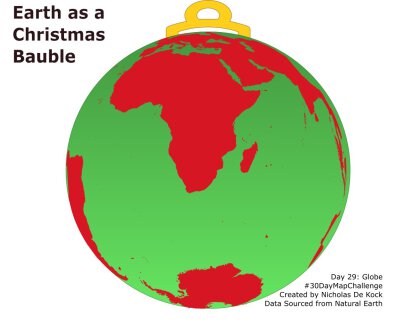 Earth as a
Christmas
Bauble
Day 29: Globe
#30DayMapChallenge
Created by Nicholas De Kock
Data Sourced from Natural Earth